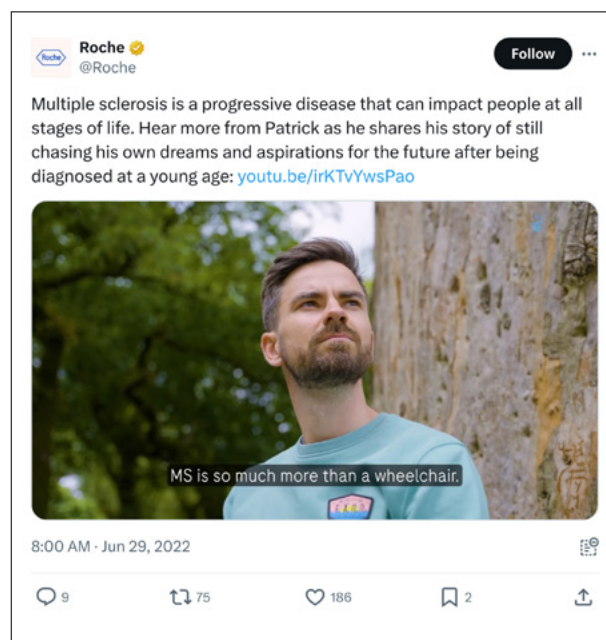 Roche
Roche
@Roche
Follow
Multiple sclerosis is a progressive disease that can impact people at all
stages of life. Hear more from Patrick as he shares his story of still
chasing his own dreams and aspirations for the future after being
diagnosed at a young age: youtu.be/irKTvYwsPao
MS is so much more than a wheelchair.
8:00 AM · Jun 29, 2022
9
75
186
2